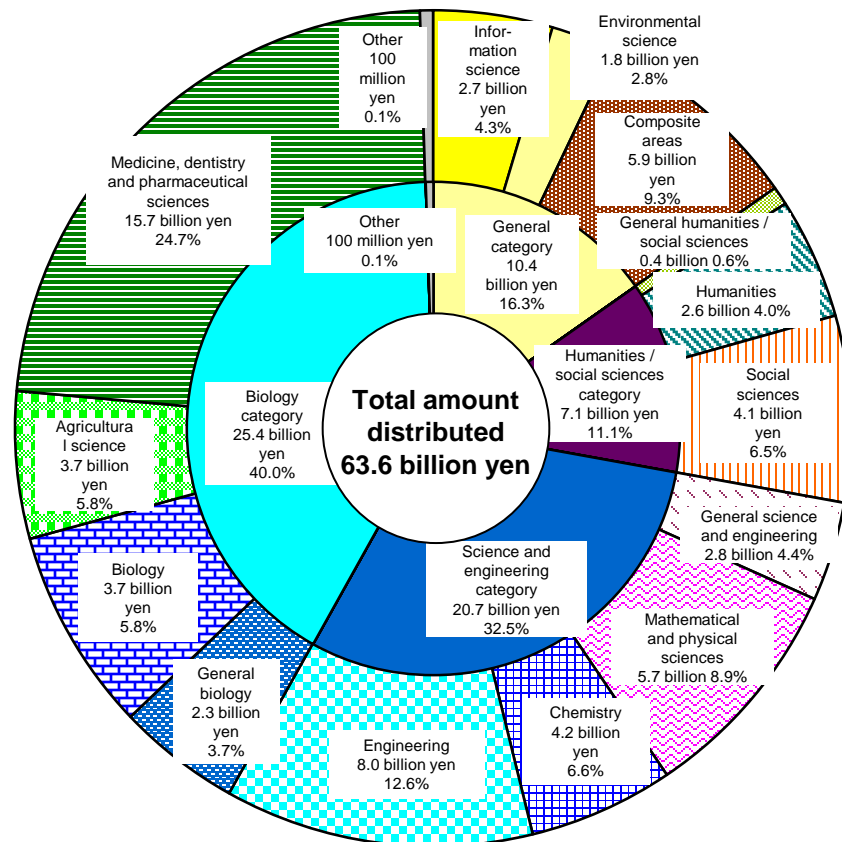 Other
100
million
yen
0.1%
Infor-
mation
science
2.7 billion
yen
4.3%
Environmental
science
1.8 billion yen
2.8%
Composite
areas
5.9 billion
yen
9.3%
General humanities /
social sciences
0.4 billion 0.6%
Humanities
2.6 billion 4.0%
Social
sciences
4.1 billion
yen
6.5%
General science
and engineering
2.8 billion 4.4%
Mathematical
and physical
sciences
5.7 billion 8.9%
Chemistry
4.2 billion
yen
6.6%
Engineering
8.0 billion yen
12.6%
General
biology
2.3 billion
yen
3.7%
Biology
3.7 billion
yen
5.8%
Agricultura
l science
3.7 billion
yen
5.8%
Medicine, dentistry
and pharmaceutical
sciences
15.7 billion yen
24.7%
Other
100 million yen
0.1%
General
category
10.4
billion yen
16.3%
Humanities /
social sciences
category
7.1 billion yen
11.1%
Science and
engineering
category
20.7 billion yen
32.5%
Biology
category
25.4 billion
yen
40.0%
Total amount
distributed
63.6 billion yen